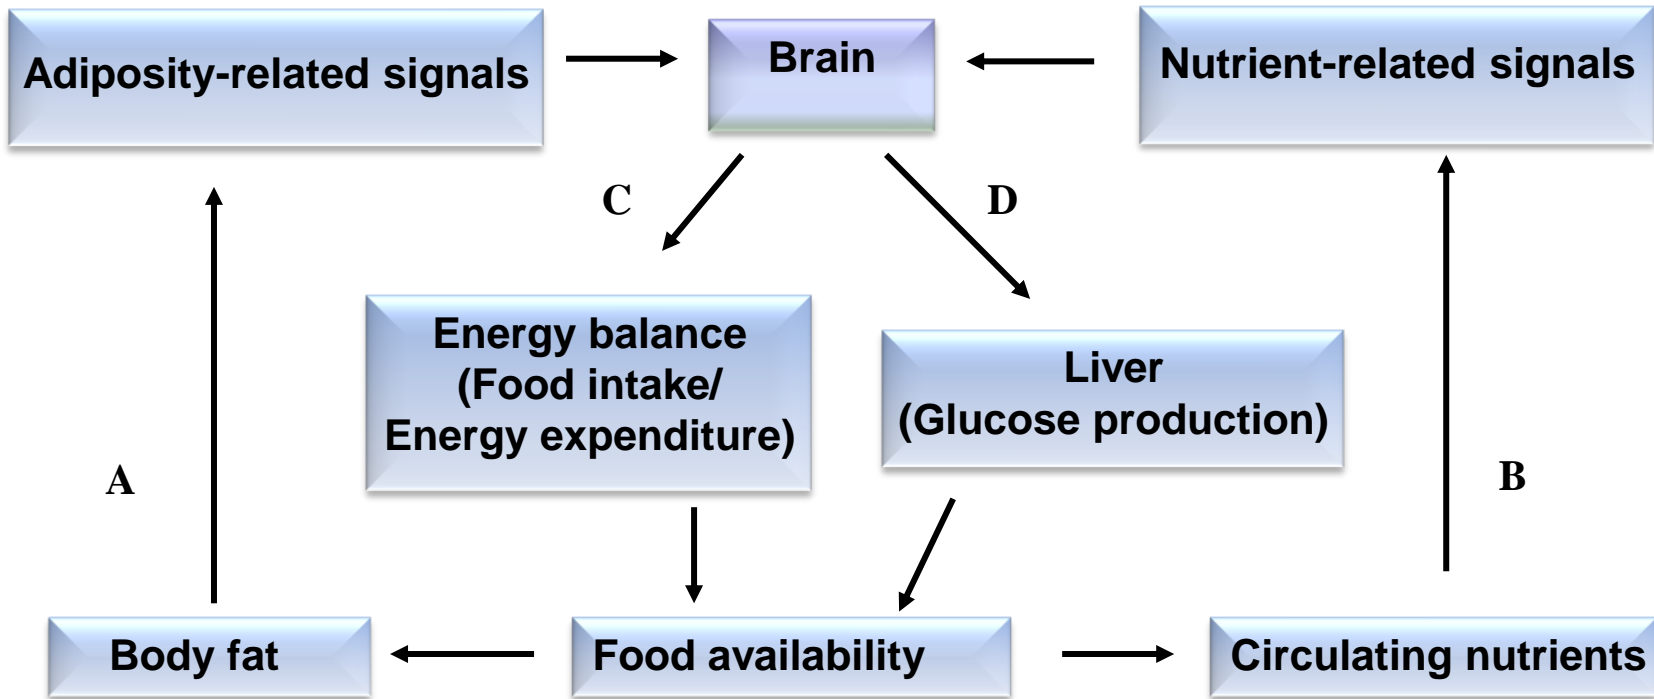 Adiposity-related signals
Brain
Nutrient-related signals
C
D
Energy balance
(Food intake/
Energy expenditure)
Liver
(Glucose production)
A
B
Body fat
Food availability
Circulating nutrients